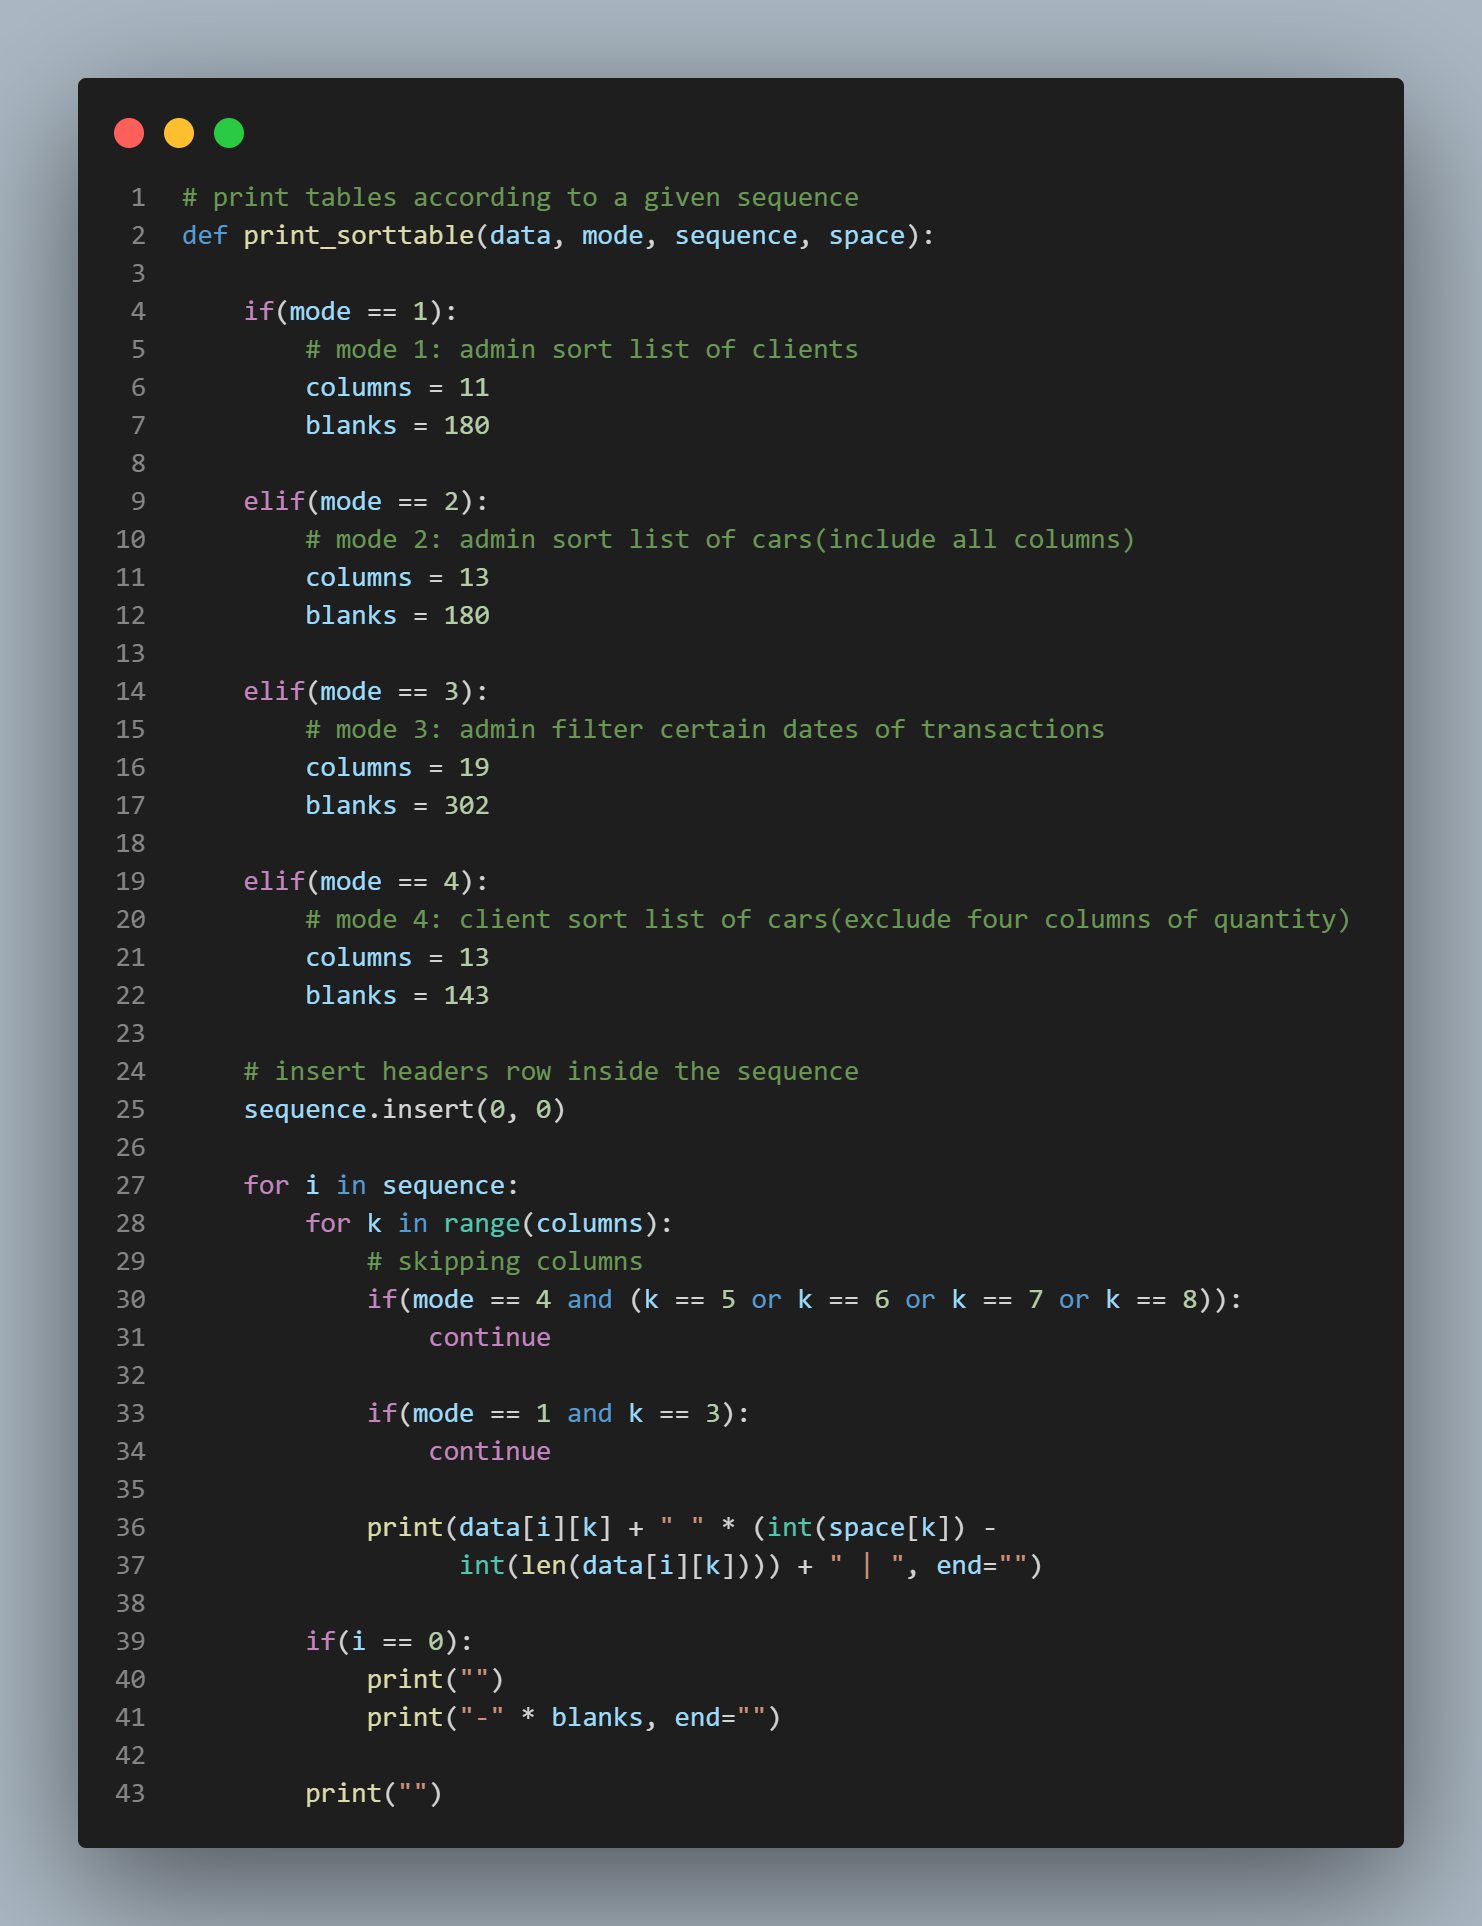 1 # print tables according to a given sequence
2 def print_sorttable(data, mode, sequence, space):
3
4     if(mode == 1):
5         # mode 1: admin sort list of clients
6         columns = 11
7         blanks = 180
8
9     elif(mode == 2):
10         # mode 2: admin sort list of cars(include all columns)
11         columns = 13
12         blanks = 180
13
14     elif(mode == 3):
15         # mode 3: admin filter certain dates of transactions
16         columns = 19
17         blanks = 302
18
19     elif(mode == 4):
20         # mode 4: client sort list of cars(exclude four columns of quantity)
21         columns = 13
22         blanks = 143
23
24     # insert headers row inside the sequence
25     sequence.insert(0, 0)
26
27     for i in sequence:
28         for k in range(columns):
29             # skipping columns
30             if(mode == 4 and (k == 5 or k == 6 or k == 7 or k == 8)):
31                 continue
32
33             if(mode == 1 and k == 3):
34                 continue
35
36             print(data[i][k] + " " * (int(space[k]) -
37                   int(len(data[i][k]))) + " | ", end="")
38
39         if(i == 0):
40             print("")
41             print("-" * blanks, end="")
42
43         print("")